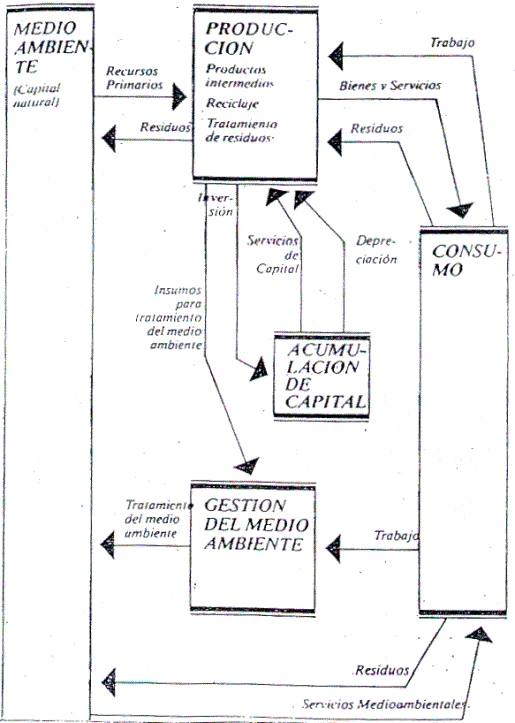 MEDIO
AMBIEN-
TE
(Capital
natural)
PRODUC-
CION
Productos
intermedios
Reciclaje
Tratamiento
de residuos
Trabajo
Recursos
Primarios
Bienes y Servicios
Residuos
Residuos
Inver-
sión
Servicios
de
Capital
Depre-
ciación
CONSU-
MO
Insumos
para
tratamiento
del medio
ambiente
ACUMU-
LACION
DE
CAPITAL
Tratamiento
del medio
ambiente
GESTION
DEL MEDIO
AMBIENTE
Trabajo
Residuos
Servicios Medioambientales